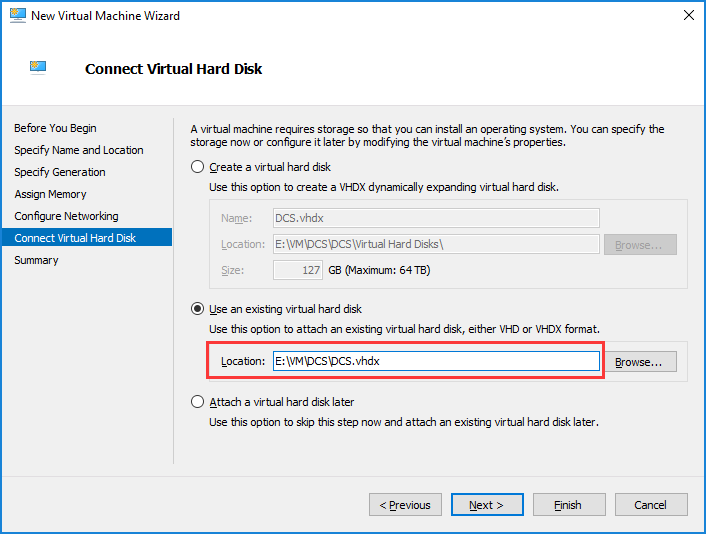 New Virtual Machine Wizard
Connect Virtual Hard Disk
Before You Begin
Specify Name and Location
Specify Generation
Assign Memory
Configure Networking
Connect Virtual Hard Disk
Summary
A virtual machine requires storage so that you can install an operating system. You can specify the
storage now or configure it later by modifying the virtual machine's properties.
Create a virtual hard disk
Use this option to create a VHDX dynamically expanding virtual hard disk.
Name: DCS.vhdx
Location: E:\VM\DCS\DCS\Virtual Hard Disks\ Browse...
Size: 127 GB (Maximum: 64 TB)
Use an existing virtual hard disk
Use this option to attach an existing virtual hard disk, either VHD or VHDX format.
Location: E:\VM\DCS\DCS.vhdx Browse...
Attach a virtual hard disk later
Use this option to skip this step now and attach an existing virtual hard disk later.
< Previous Next > Finish Cancel